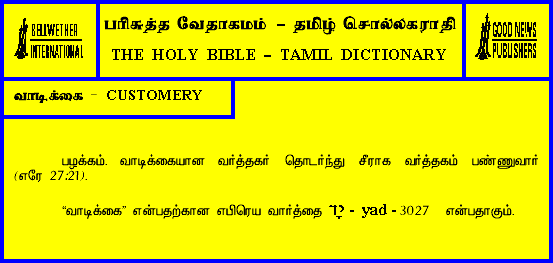 BELLWETHER
INTERNATIONAL
பரிசுத்த வேதாகமம் – தமிழ் சொல்லகராதி
THE HOLY BIBLE – TAMIL DICTIONARY
GOOD NEWS
PUBLISHERS
வாடிக்கை – CUSTOMERY
பழக்கம். வாடிக்கையான வர்த்தகர் தொடர்ந்து சீராக வர்த்தகம் பண்ணுவார்
(எரே 27:21).
“வாடிக்கை” என்பதற்கான எபிரெய வார்த்தை - yad - 3027 என்பதாகும்.